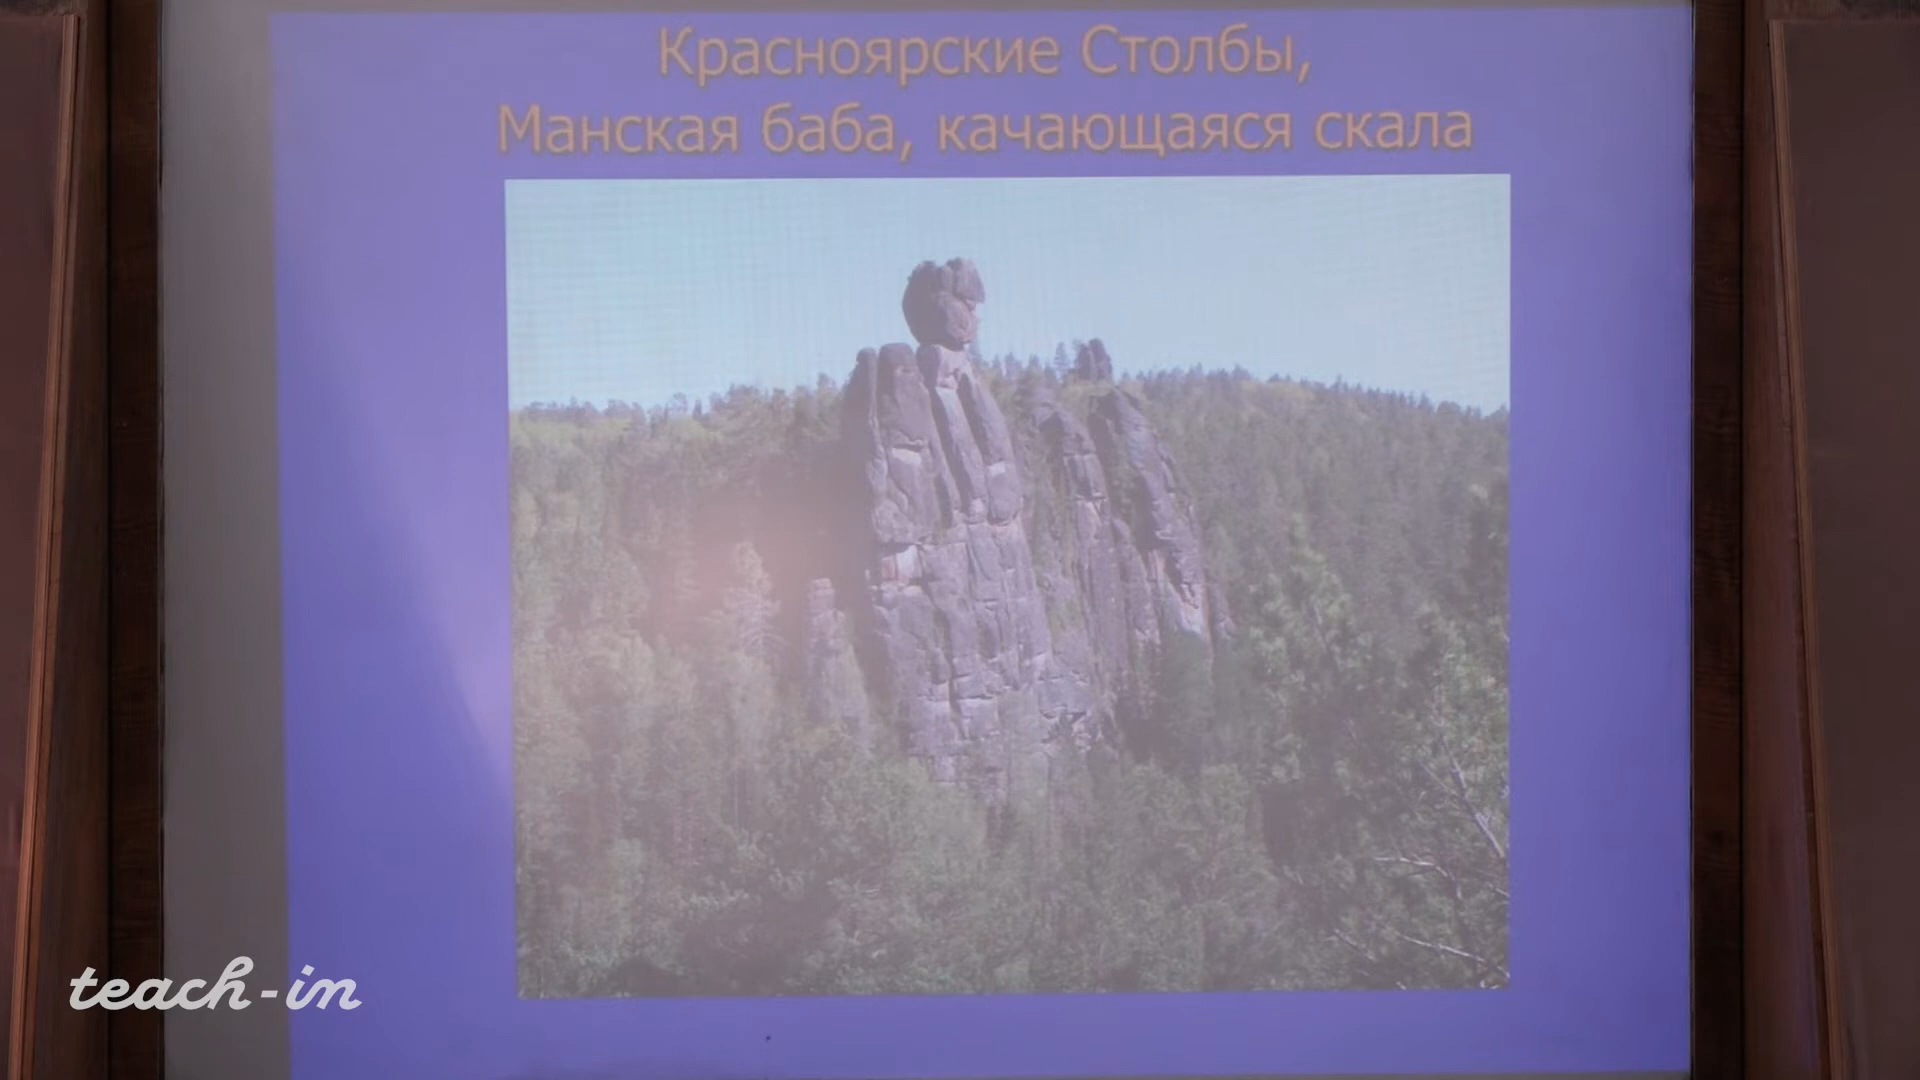 Красноярские Столбы,
Манская баба, качающаяся скала
teach-in